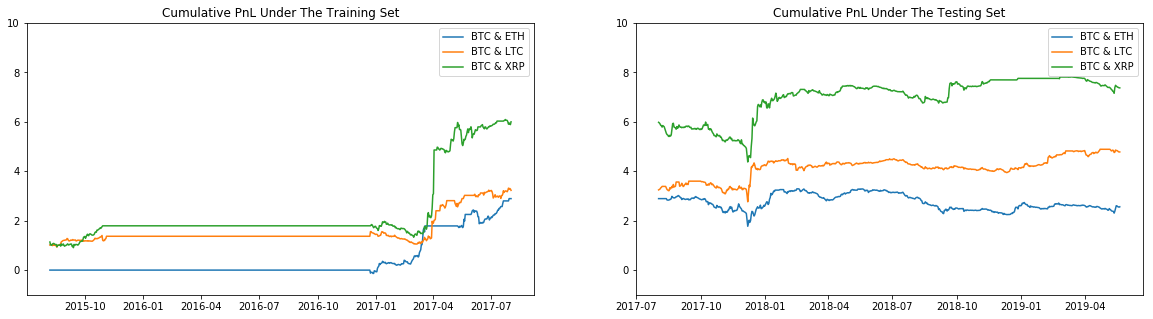 Cumulative PnL Under The Training Set
10
8
6
4
2
0
BTC & ETH
BTC & LTC
BTC & XRP
2015-10 2016-01 2016-04 2016-07 2016-10 2017-01 2017-04 2017-07
Cumulative PnL Under The Testing Set
10
8
6
4
2
0
BTC & ETH
BTC & LTC
BTC & XRP
2017-07 2017-10 2018-01 2018-04 2018-07 2018-10 2019-01 2019-04